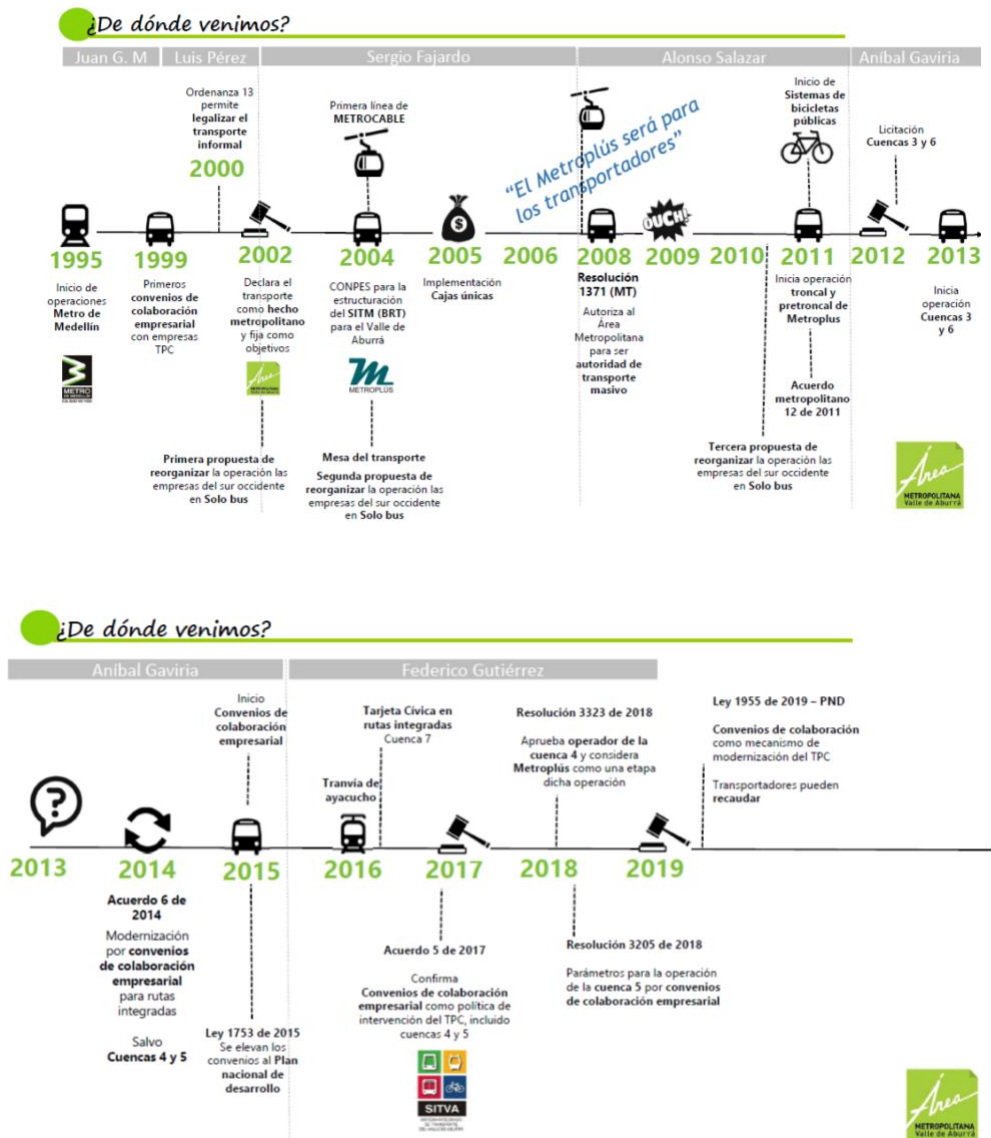 ¿De dónde venimos?
Juan G. M
Luis Pérez
Sergio Fajardo
Alonso Salazar
Aníbal Gaviria
Ordenanza 13
permite
legalizar el
transporte
informal
2000
Primera línea de
METROCABLE
"El Metroplús será para
los transportadores"
Inicio de
Sistemas de
bicicletas
públicas
Licitación
Cuencas 3 y 6
$
OUCH!
1995
Inicio de
operaciones
Metro de
Medellín
METRO
1999
Primeros
convenios de
colaboración
empresarial
con empresas
TPC
2002
Declara el
transporte
como hecho
metropolitano
y fija como
objetivos
Área
2004
CONPES para la
estructuración
del SITM (BRT)
para el Valle de
Aburrá
METROPLÚS
2005
Implementación
Cajas únicas
2006
2008
Resolución
1371 (MT)
Autoriza al
Área
Metropolitana
para ser
autoridad de
transporte
masivo
2009
2010
2011
Inicia operación
troncal y
pretroncal de
Metroplus
Acuerdo
metropolitano
12 de 2011
2012
2013
Inicia
operación
Cuencas 3
y 6
Primera propuesta de
reorganizar la operación las
empresas del sur occidente
en Solo bus
Mesa del transporte
Segunda propuesta de
reorganizar la operación las
empresas del sur occidente
en Solo bus
Tercera propuesta de
reorganizar la operación las
empresas del sur occidente
en Solo bus
Área
METROPOLITANA
Valle de Aburrá
¿De dónde venimos?
Aníbal Gaviria
Federico Gutiérrez
Inicio
Convenios de
colaboración
empresarial
Tarjeta Cívica en
rutas integradas
Cuenca 7
Tranvía de
ayacucho
Resolución 3323 de 2018
Aprueba operador de la
cuenca 4 y considera
Metroplús como una etapa
dicha operación
Ley 1955 de 2019 – PND
Convenios de colaboración
como mecanismo de
modernización del TPC
Transportadores pueden
recaudar
?
2013
2014
2015
2016
2017
2018
2019
Acuerdo 6 de
2014
Modernización
por convenios
de colaboración
empresarial
para rutas
integradas
Salvo
Cuencas 4 y 5
Ley 1753 de 2015
Se elevan los
convenios al Plan
nacional de
desarrollo
Acuerdo 5 de 2017
Confirma
Convenios de colaboración
empresarial como política de
intervención del TPC, incluido
cuencas 4 y 5
SITVA
Resolución 3205 de 2018
Parámetros para la operación
de la cuenca 5 por convenios
de colaboración empresarial
Área
METROPOLITANA
Valle de Aburrá